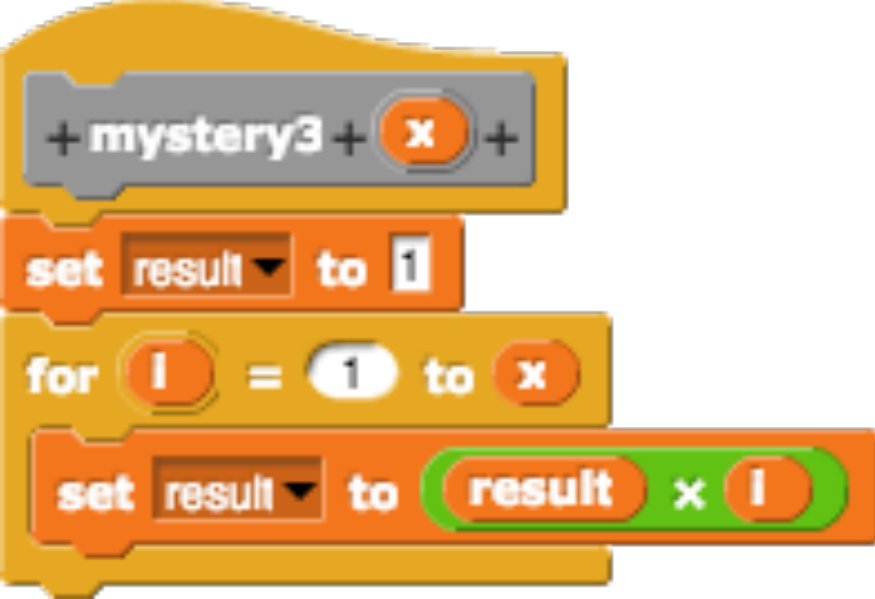 + mystery3 + x +
set result to 1
for i = 1 to x
set result to result × i